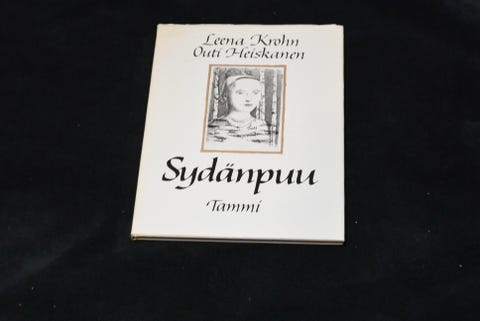 Leena Krohn
Outi Heiskanen
Sydänpuu
Tammi